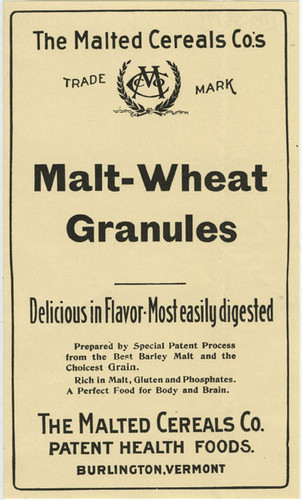 The Malted Cereals Co.'s
TRADE MARK
MCCo
Malt-Wheat
Granules
Delicious in Flavor-Most easily digested
Prepared by Special Patent Process
from the Best Barley Malt and the
Choicest Grain.
Rich in Malt, Gluten and Phosphates.
A Perfect Food for Body and Brain.
THE MALTED CEREALS CO.
PATENT HEALTH FOODS.
BURLINGTON, VERMONT